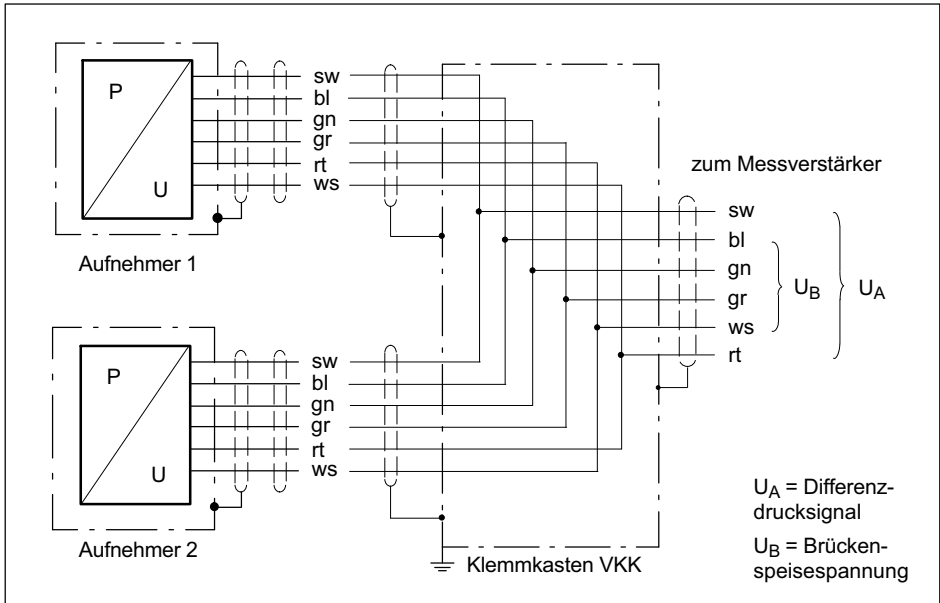 P
U
sw
bl
gn
gr
rt
ws
Aufnehmer 1
zum Messverstärker
sw
bl
gn
gr
ws
rt
U_B
U_A
P
U
sw
bl
gn
gr
rt
ws
Aufnehmer 2
Klemmkasten VKK
U_A = Differenz-
drucksignal
U_B = Brücken-
speisespannung